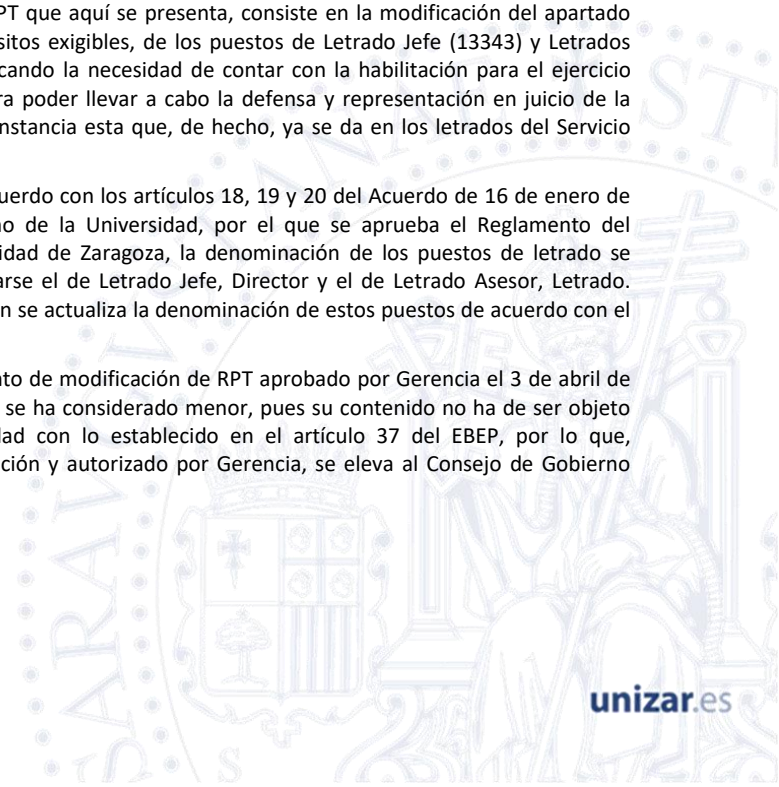 PT que aquí se presenta, consiste en la modificación del apartado
sitos exigibles, de los puestos de Letrado Jefe (13343) y Letrados
cando la necesidad de contar con la habilitación para el ejercicio
ra poder llevar a cabo la defensa y representación en juicio de la
nstancia esta que, de hecho, ya se da en los letrados del Servicio
uerdo con los artículos 18, 19 y 20 del Acuerdo de 16 de enero de
no de la Universidad, por el que se aprueba el Reglamento del
idad de Zaragoza, la denominación de los puestos de letrado se
arse el de Letrado Jefe, Director y el de Letrado Asesor, Letrado.
n se actualiza la denominación de estos puestos de acuerdo con el
nto de modificación de RPT aprobado por Gerencia el 3 de abril de
se ha considerado menor, pues su contenido no ha de ser objeto
dad con lo establecido en el artículo 37 del EBEP, por lo que,
ción y autorizado por Gerencia, se eleva al Consejo de Gobierno
unizar.es